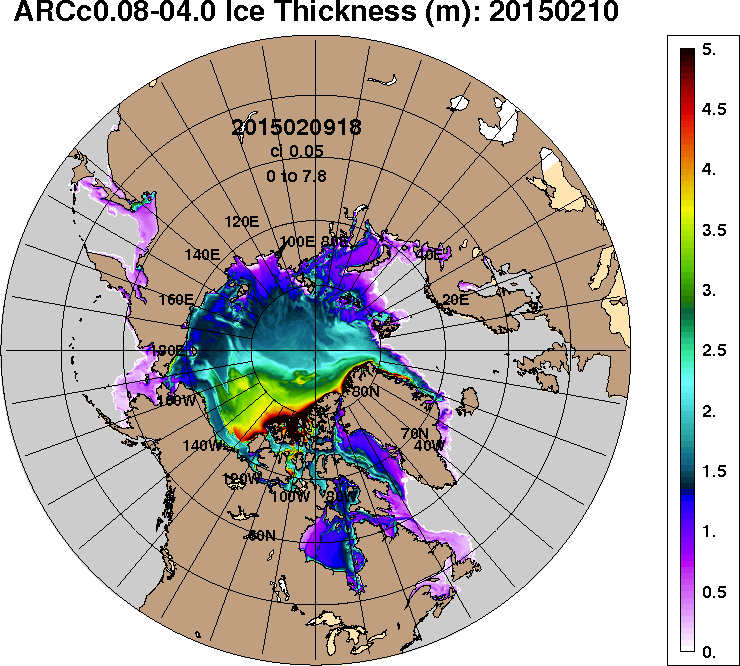 ARCc0.08-04.0 Ice Thickness (m): 20150210
5.
4.5
4.
3.5
3.
2.5
2.
1.5
1.
0.5
0.
2015020918
ci 0.05
0 to 7.8
120E
100E
80E
140E
40E
160E
20E
180E
160W
80N
70N
140W
40W
120W
100W
80W
60N